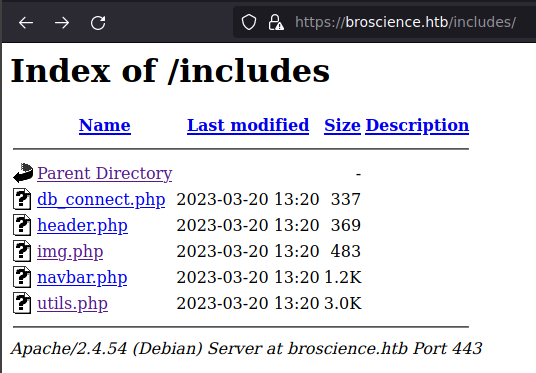 https://broscience.htb/includes/
Index of /includes
Name Last modified Size Description
Parent Directory -
db_connect.php 2023-03-20 13:20 337
header.php 2023-03-20 13:20 369
img.php 2023-03-20 13:20 483
navbar.php 2023-03-20 13:20 1.2K
utils.php 2023-03-20 13:20 3.0K
Apache/2.4.54 (Debian) Server at broscience.htb Port 443